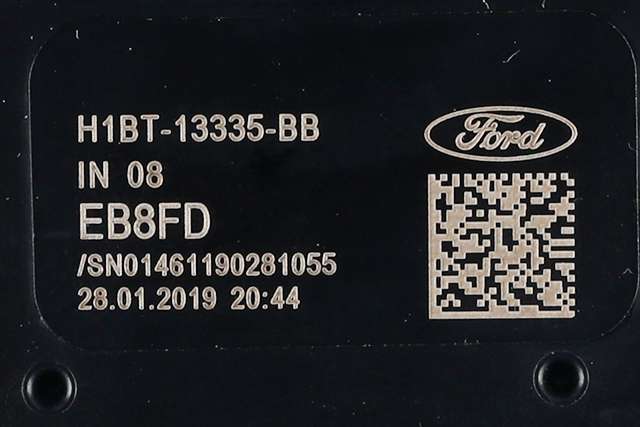 H1BT-13335-BB
IN 08
EB8FD
/SN01461190281055
28.01.2019 20:44
Ford